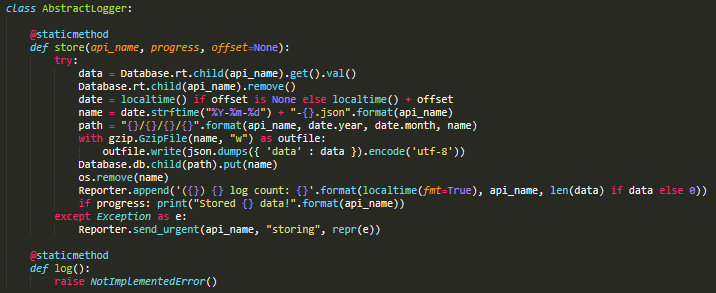 class AbstractLogger:
    @staticmethod
    def store(api_name, progress, offset=None):
        try:
            data = Database.rt.child(api_name).get().val()
            Database.rt.child(api_name).remove()
            date = localtime() if offset is None else localtime() + offset
            name = date.strftime("%Y-%m-%d") + "-{}.json".format(api_name)
            path = "{}/{}/{}/{}".format(api_name, date.year, date.month, name)
            with gzip.GzipFile(name, "w") as outfile:
                outfile.write(json.dumps({ 'data' : data }).encode('utf-8'))
            Database.db.child(path).put(name)
            os.remove(name)
            Reporter.append('({}) {} log count: {}'.format(localtime(fmt=True), api_name, len(data) if data else 0))
            if progress: print("Stored {} data!".format(api_name))
        except Exception as e:
            Reporter.send_urgent(api_name, "storing", repr(e))
    @staticmethod
    def log():
        raise NotImplementedError()